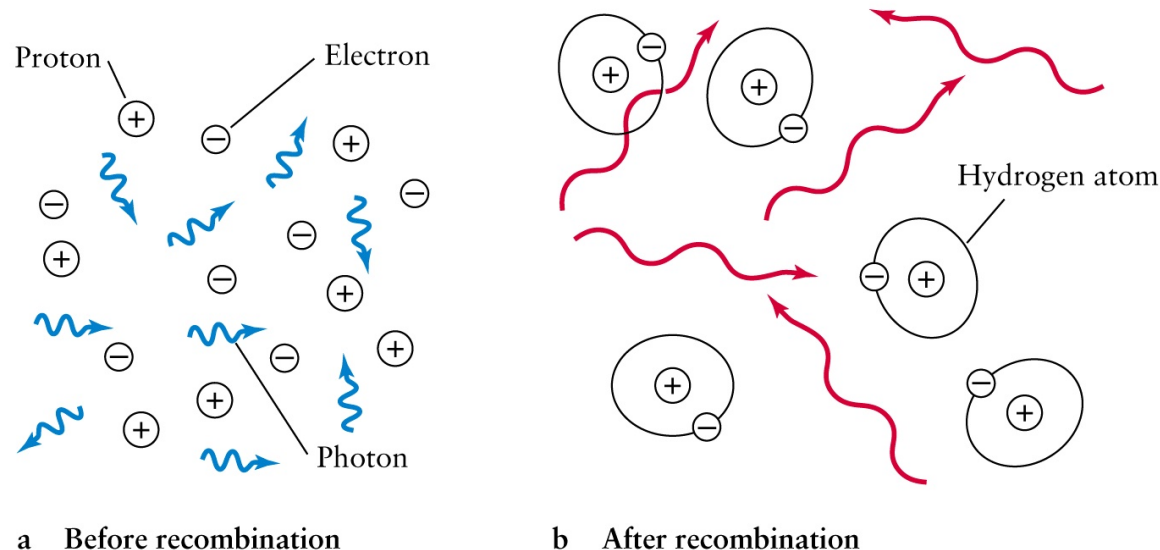 Proton
Electron
Photon
a Before recombination
Hydrogen atom
b After recombination